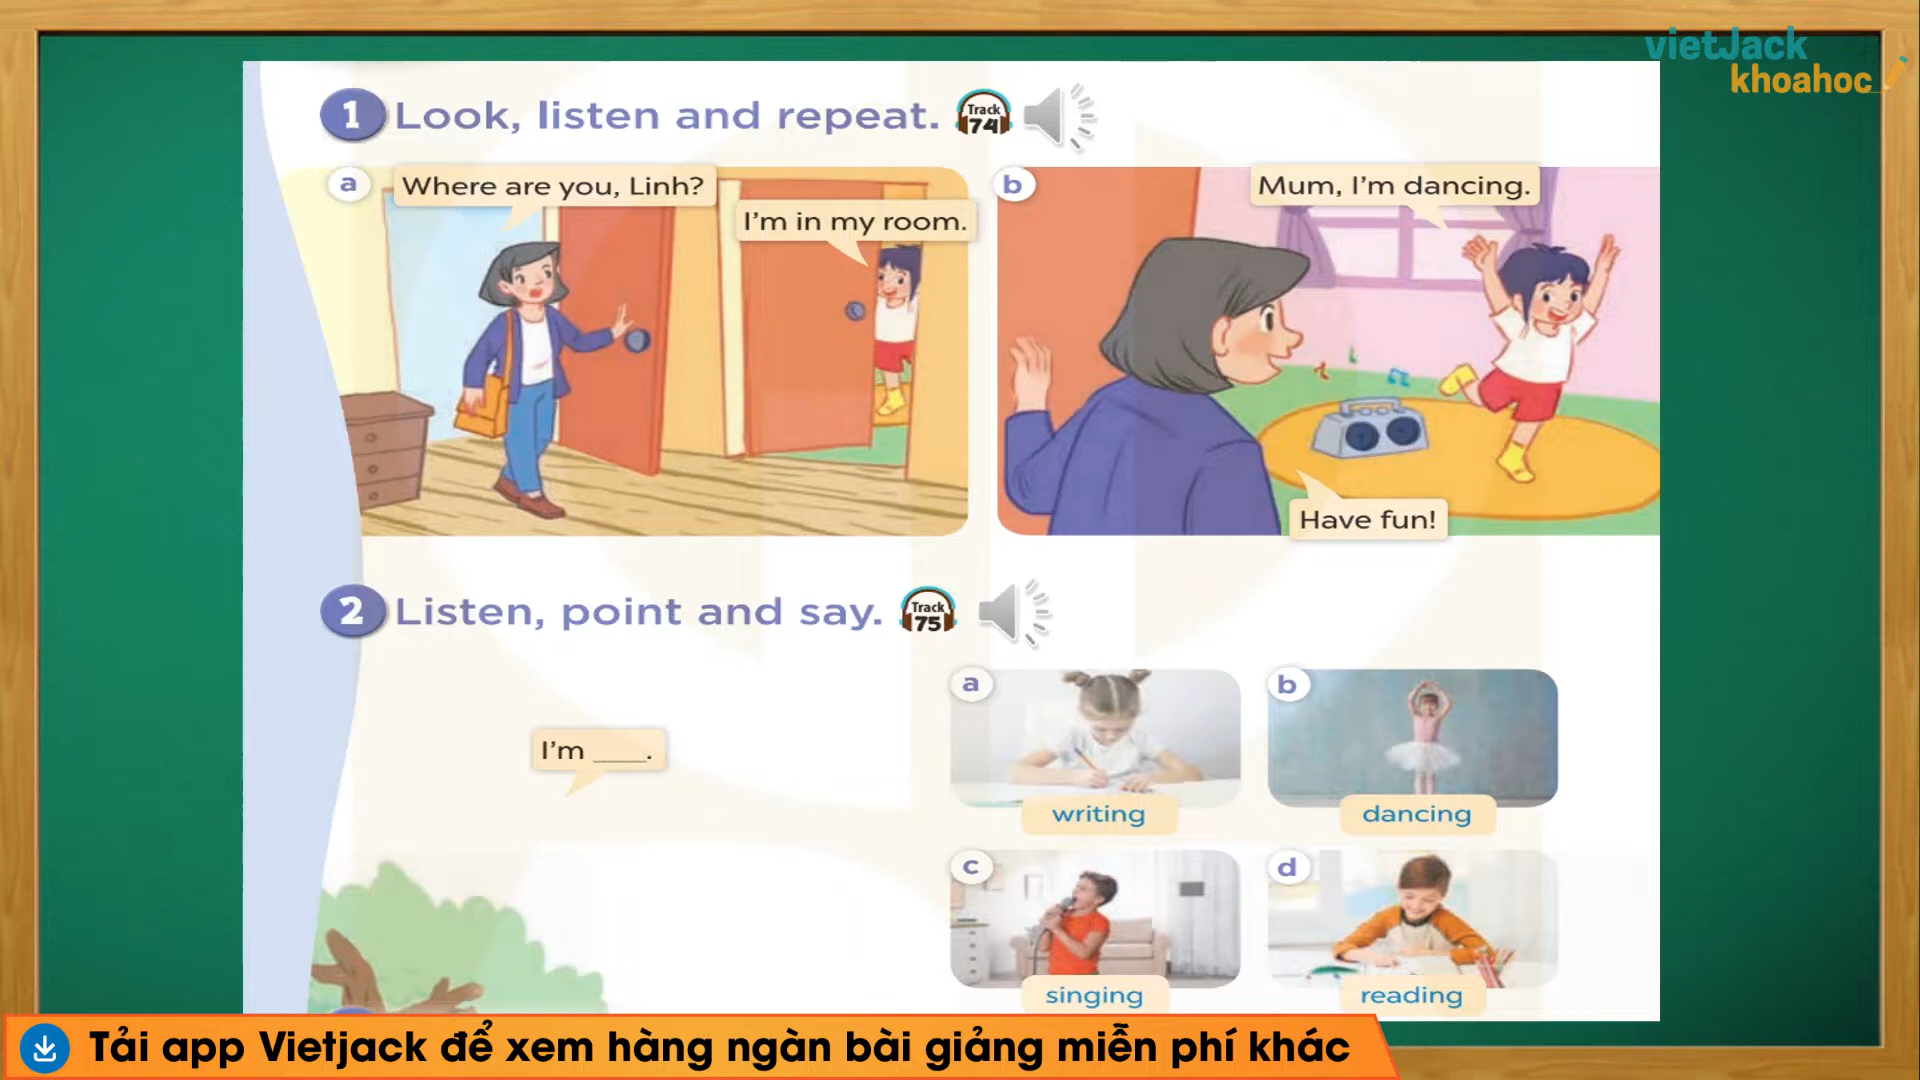 vietJack
khoahoc
1 Look, listen and repeat. Track 74
a
Where are you, Linh?
I'm in my room.
b
Mum, I'm dancing.
Have fun!
2 Listen, point and say. Track 75
I'm ____.
a
writing
b
dancing
c
singing
d
reading
Tải app Vietjack để xem hàng ngàn bài giảng miễn phí khác